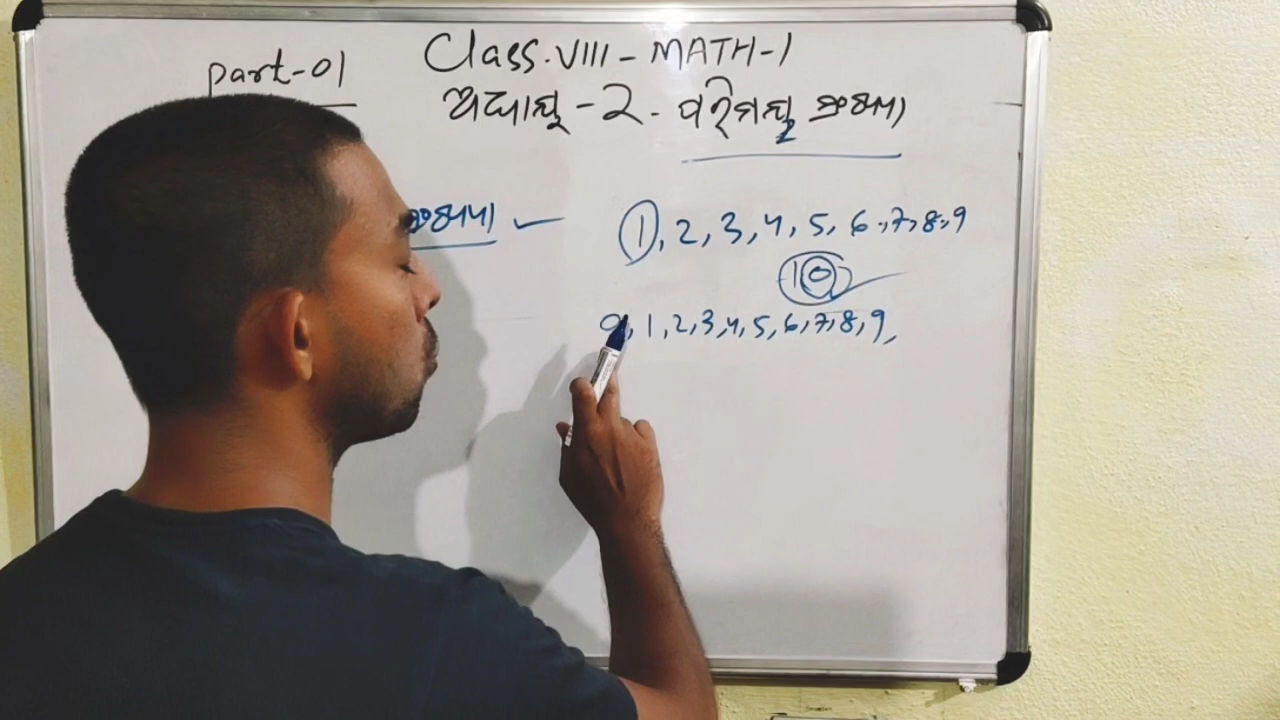 part-01
Class.VIII-MATH-1
ଅଧ୍ୟାୟ-2. ପରିମେୟ ସଂଖ୍ୟା
ସଂଖ୍ୟା
1, 2, 3, 4, 5, 6, 7, 8, 9
10
0, 1, 2, 3, 4, 5, 6, 7, 8, 9,